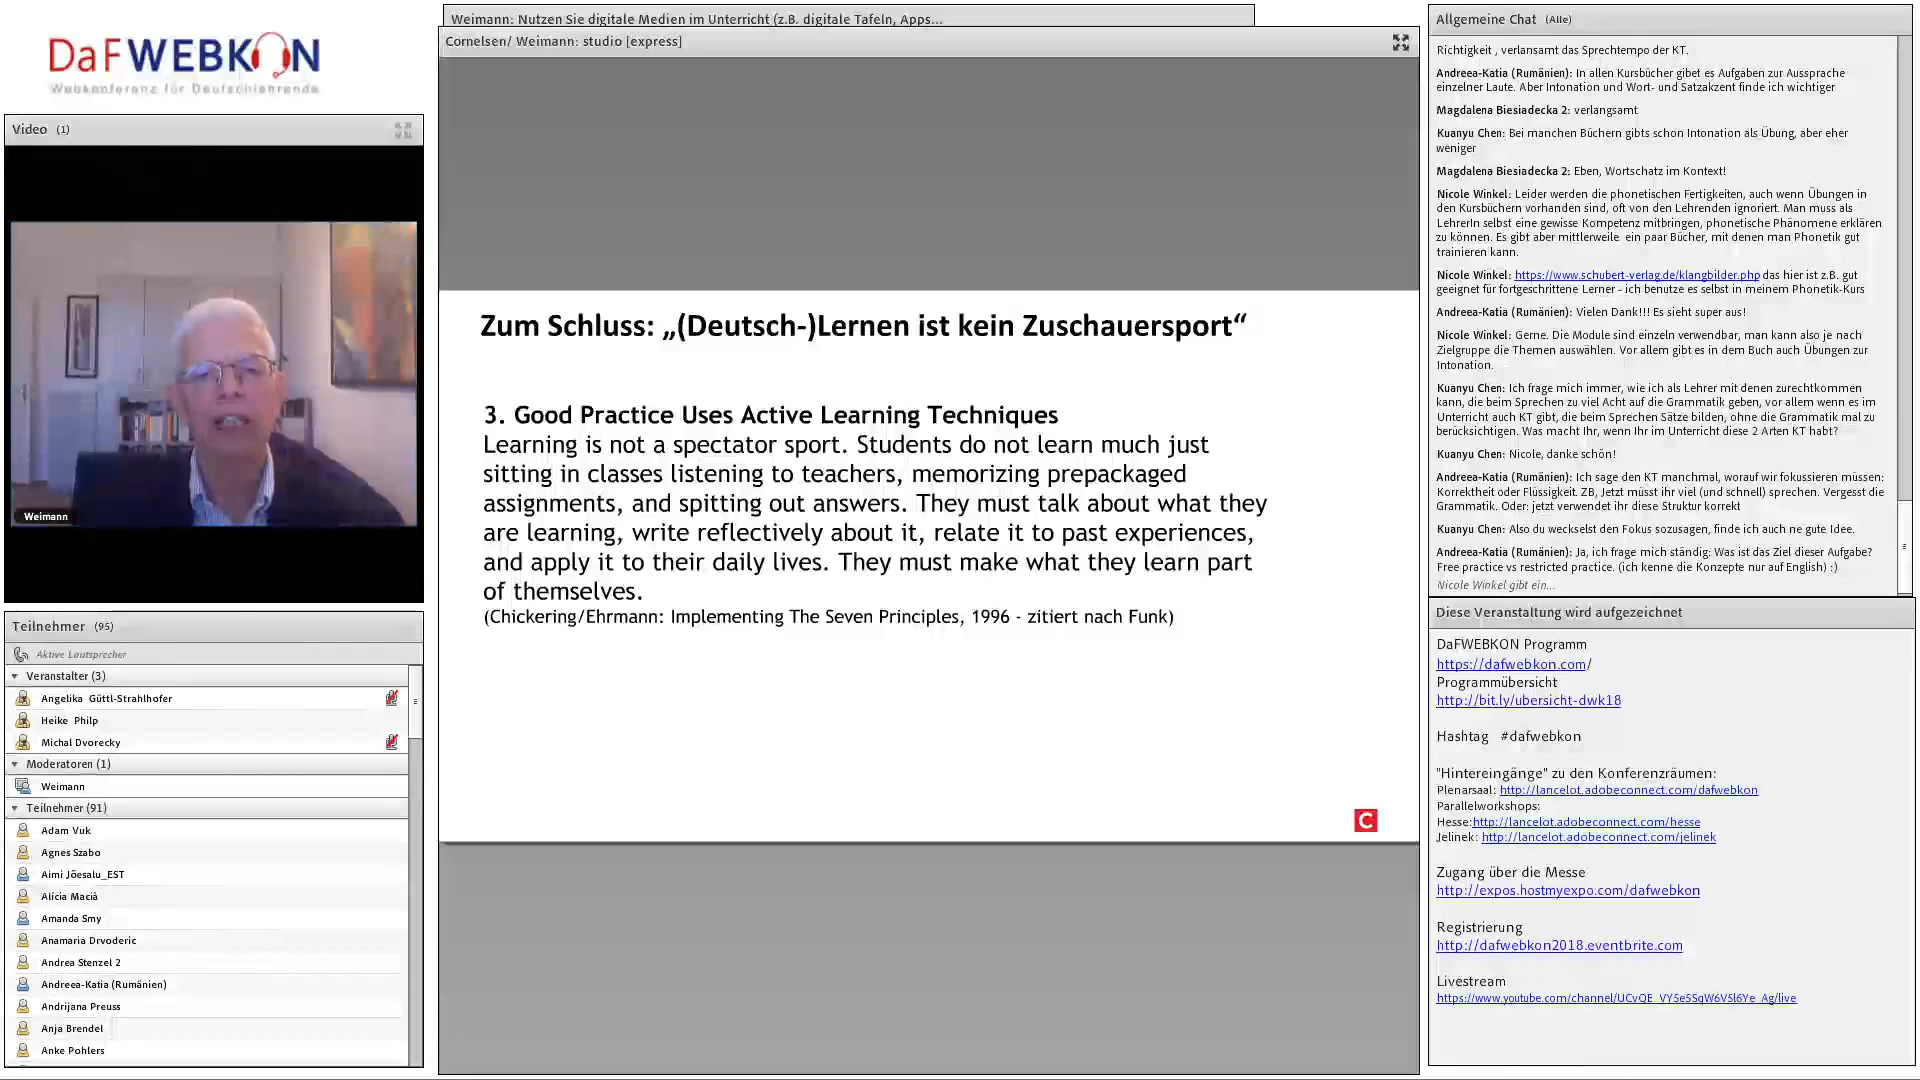 DaFWEBKON
Webkonferenz für Deutschlehrende
Video (1)
Weimann
Teilnehmer (95)
Aktive Lautsprecher
Veranstalter (3)
Angelika Güttl-Strahlhofer
Heike Philp
Michal Dvorecky
Moderatoren (1)
Weimann
Teilnehmer (91)
Adam Vuk
Agnes Szabo
Aimi Jõesalu_EST
Alícia Macià
Amanda Smy
Anamaria Drvoderic
Andrea Stenzel 2
Andreea-Katia (Rumänien)
Andrijana Preuss
Anja Brendel
Anke Pohlers
Weimann: Nutzen Sie digitale Medien im Unterricht (z.B. digitale Tafeln, Apps...
Cornelsen/ Weimann: studio [express]
Zum Schluss: „(Deutsch-)Lernen ist kein Zuschauersport“
3. Good Practice Uses Active Learning Techniques
Learning is not a spectator sport. Students do not learn much just
sitting in classes listening to teachers, memorizing prepackaged
assignments, and spitting out answers. They must talk about what they
are learning, write reflectively about it, relate it to past experiences,
and apply it to their daily lives. They must make what they learn part
of themselves.
(Chickering/Ehrmann: Implementing The Seven Principles, 1996 - zitiert nach Funk)
C
Allgemeine Chat (Alle)
Richtigkeit , verlansamt das Sprechtempo der KT.
Andreea-Katia (Rumänien): In allen Kursbücher gibet es Aufgaben zur Aussprache
einzelner Laute. Aber Intonation und Wort- und Satzakzent finde ich wichtiger
Magdalena Biesiadecka 2: verlangsamt
Kuanyu Chen: Bei manchen Büchern gibts schon Intonation als Übung, aber eher
weniger
Magdalena Biesiadecka 2: Eben, Wortschatz im Kontext!
Nicole Winkel: Leider werden die phonetischen Fertigkeiten, auch wenn Übungen in
den Kursbüchern vorhanden sind, oft von den Lehrenden ignoriert. Man muss als
LehrerIn selbst eine gewisse Kompetenz mitbringen, phonetische Phänomene erklären
zu können. Es gibt aber mittlerweile ein paar Bücher, mit denen man Phonetik gut
trainieren kann.
Nicole Winkel: https://www.schubert-verlag.de/klangbilder.php das hier ist z.B. gut
geeignet für fortgeschrittene Lerner - ich benutze es selbst in meinem Phonetik-Kurs
Andreea-Katia (Rumänien): Vielen Dank!!! Es sieht super aus!
Nicole Winkel: Gerne. Die Module sind einzeln verwendbar, man kann also je nach
Zielgruppe die Themen auswählen. Vor allem gibt es in dem Buch auch Übungen zur
Intonation.
Kuanyu Chen: Ich frage mich immer, wie ich als Lehrer mit denen zurechtkommen
kann, die beim Sprechen zu viel Acht auf die Grammatik geben, vor allem wenn es im
Unterricht auch KT gibt, die beim Sprechen Sätze bilden, ohne die Grammatik mal zu
berücksichtigen. Was macht Ihr, wenn Ihr im Unterricht diese 2 Arten KT habt?
Kuanyu Chen: Nicole, danke schön!
Andreea-Katia (Rumänien): Ich sage den KT manchmal, worauf wir fokussieren müssen:
Korrektheit oder Flüssigkeit. ZB, Jetzt müsst ihr viel (und schnell) sprechen. Vergesst die
Grammatik. Oder: jetzt verwendet ihr diese Struktur korrekt
Kuanyu Chen: Also du weckselst den Fokus sozusagen, finde ich auch ne gute Idee.
Andreea-Katia (Rumänien): Ja, ich frage mich ständig: Was ist das Ziel dieser Aufgabe?
Free practice vs restricted practice. (ich kenne die Konzepte nur auf English) :)
Nicole Winkel gibt ein...
Diese Veranstaltung wird aufgezeichnet
DaFWEBKON Programm
https://dafwebkon.com/
Programmübersicht
http://bit.ly/ubersicht-dwk18
Hashtag #dafwebkon
"Hintereingänge" zu den Konferenzräumen:
Plenarsaal: http://lancelot.adobeconnect.com/dafwebkon
Parallelworkshops:
Hesse:http://lancelot.adobeconnect.com/hesse
Jelinek: http://lancelot.adobeconnect.com/jelinek
Zugang über die Messe
http://expos.hostmyexpo.com/dafwebkon
Registrierung
http://dafwebkon2018.eventbrite.com
Livestream
https://www.youtube.com/channel/UCvQE_VY5e5SqW6V5l6Ye_Ag/live